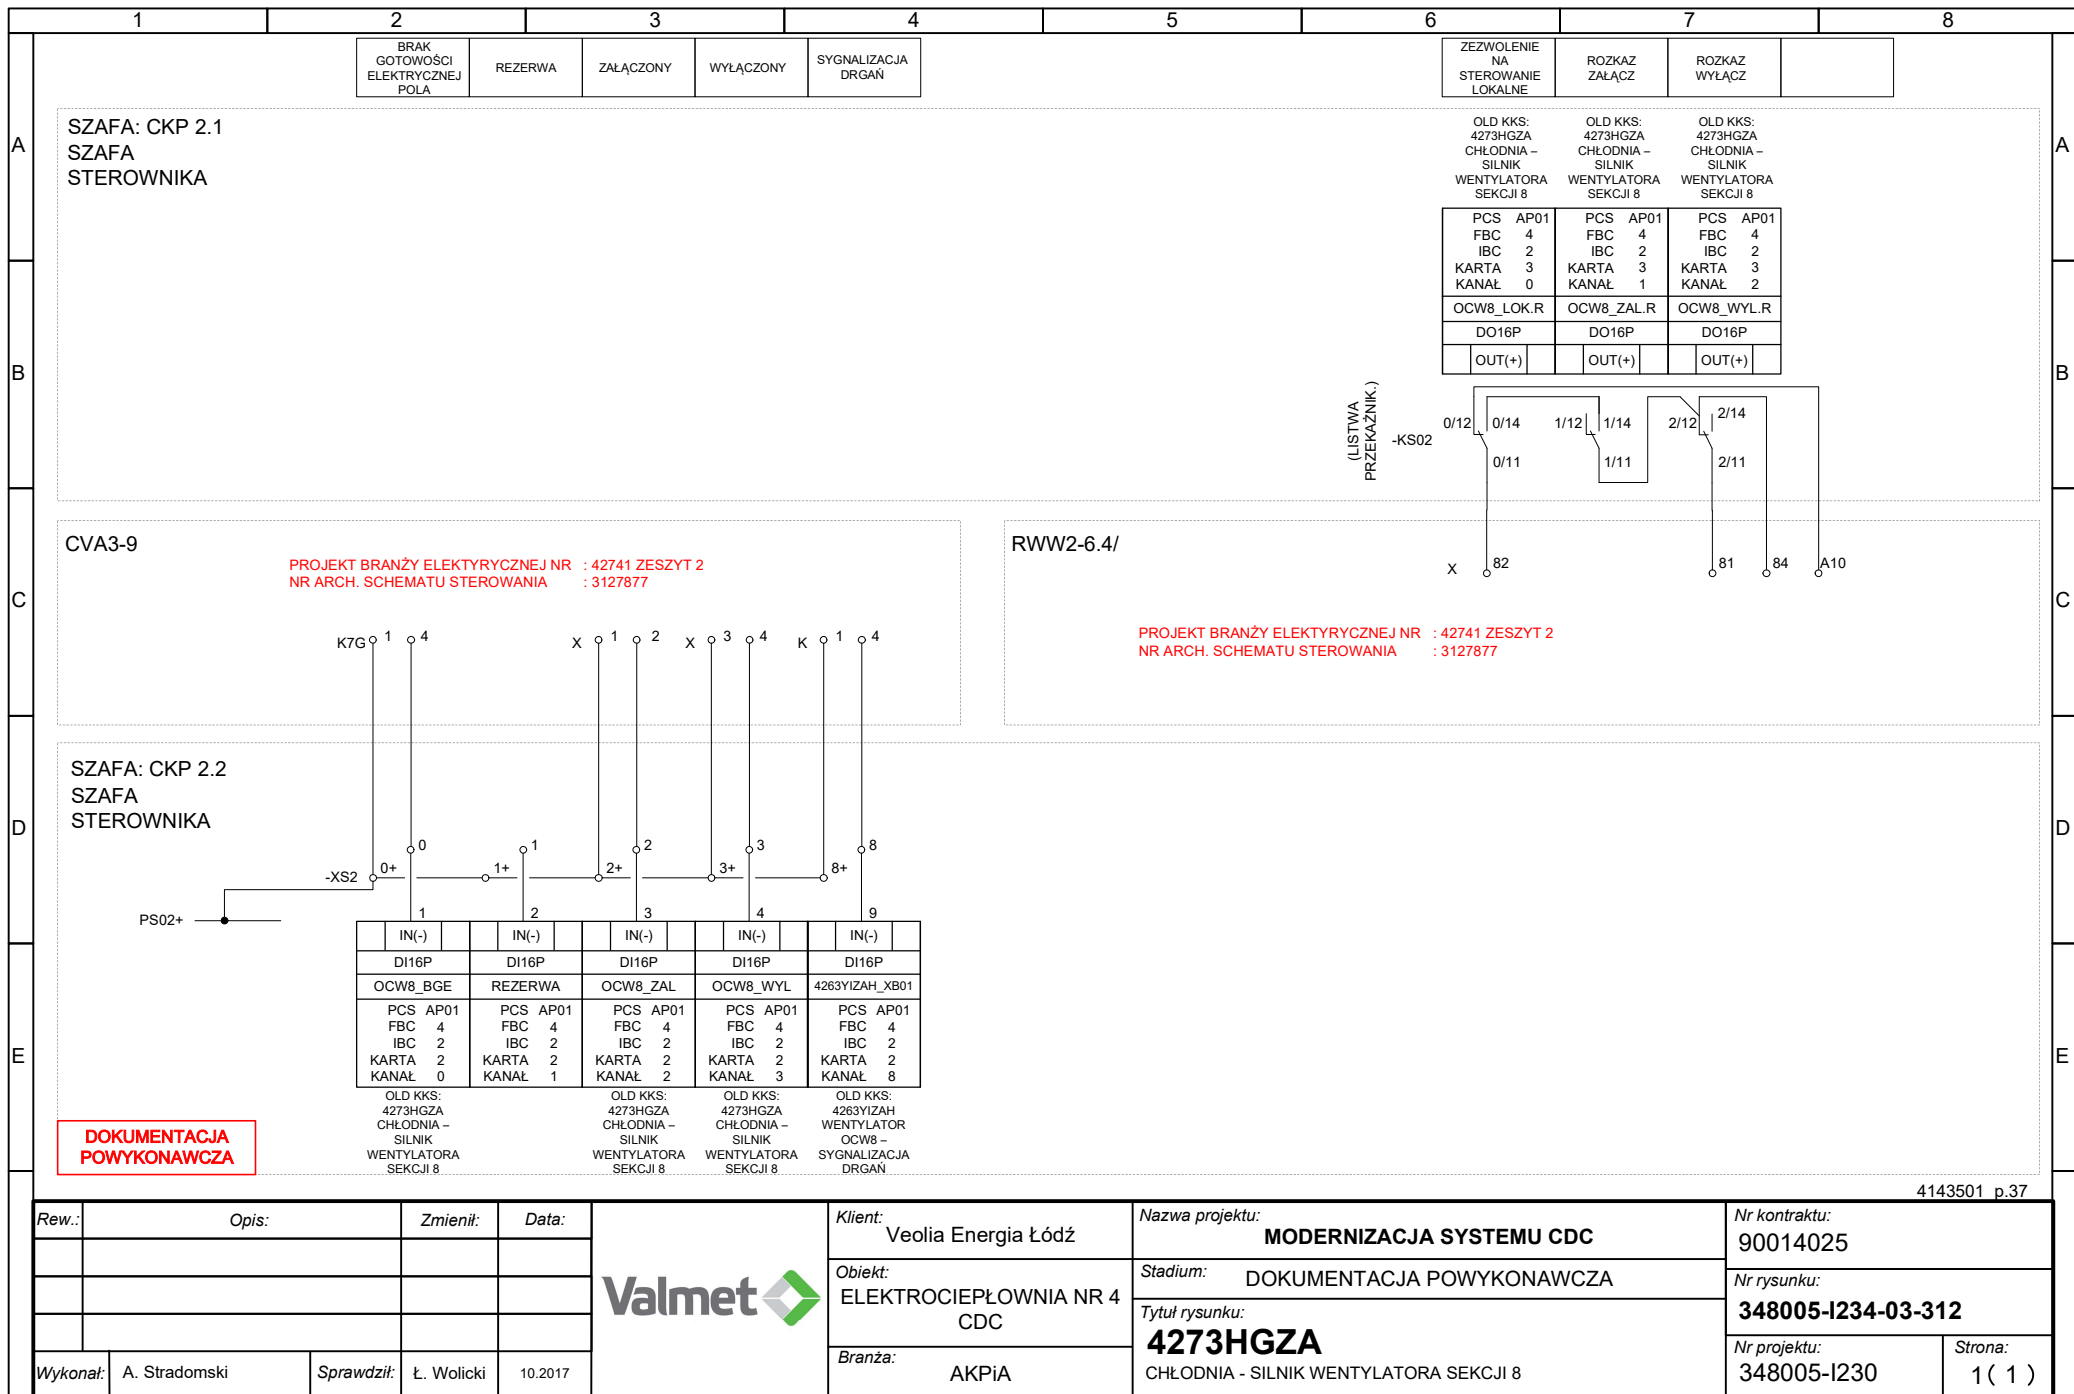 1 2 3 4 5 6 7 8
BRAK
GOTOWOŚCI
ELEKTRYCZNEJ
POLA
REZERWA
ZAŁĄCZONY
WYŁĄCZONY
SYGNALIZACJA
DRGAŃ
ZEZWOLENIE
NA
STEROWANIE
LOKALNE
ROZKAZ
ZAŁĄCZ
ROZKAZ
WYŁĄCZ
A
A
SZAFA: CKP 2.1
SZAFA
STEROWNIKA
OLD KKS:
4273HGZA
CHŁODNIA –
SILNIK
WENTYLATORA
SEKCJI 8
OLD KKS:
4273HGZA
CHŁODNIA –
SILNIK
WENTYLATORA
SEKCJI 8
OLD KKS:
4273HGZA
CHŁODNIA –
SILNIK
WENTYLATORA
SEKCJI 8
PCS AP01
FBC 4
IBC 2
KARTA 3
KANAŁ 0
PCS AP01
FBC 4
IBC 2
KARTA 3
KANAŁ 1
PCS AP01
FBC 4
IBC 2
KARTA 3
KANAŁ 2
OCW8_LOK.R OCW8_ZAL.R OCW8_WYL.R
DO16P DO16P DO16P
OUT(+) OUT(+) OUT(+)
B
B
(LISTWA
PRZEKAŹNIK.)
-KS02
0/12 0/14 1/12 1/14 2/12 2/14
0/11 1/11 2/11
C
C
CVA3-9
PROJEKT BRANŻY ELEKTYRYCZNEJ NR : 42741 ZESZYT 2
NR ARCH. SCHEMATU STEROWANIA : 3127877
K7G 1 4 X 1 2 X 3 4 K 1 4
RWW2-6.4/
X 82 81 84 A10
PROJEKT BRANŻY ELEKTYRYCZNEJ NR : 42741 ZESZYT 2
NR ARCH. SCHEMATU STEROWANIA : 3127877
D
D
SZAFA: CKP 2.2
SZAFA
STEROWNIKA
0 1 2 3 8
-XS2 0+ 1+ 2+ 3+ 8+
PS02+
1 2 3 4 9
IN(-) IN(-) IN(-) IN(-) IN(-)
DI16P DI16P DI16P DI16P DI16P
OCW8_BGE REZERWA OCW8_ZAL OCW8_WYL 4263YIZAH_XB01
E
E
PCS AP01
FBC 4
IBC 2
KARTA 2
KANAŁ 0
PCS AP01
FBC 4
IBC 2
KARTA 2
KANAŁ 1
PCS AP01
FBC 4
IBC 2
KARTA 2
KANAŁ 2
PCS AP01
FBC 4
IBC 2
KARTA 2
KANAŁ 3
PCS AP01
FBC 4
IBC 2
KARTA 2
KANAŁ 8
OLD KKS:
4273HGZA
CHŁODNIA –
SILNIK
WENTYLATORA
SEKCJI 8
OLD KKS:
4273HGZA
CHŁODNIA –
SILNIK
WENTYLATORA
SEKCJI 8
OLD KKS:
4273HGZA
CHŁODNIA –
SILNIK
WENTYLATORA
SEKCJI 8
OLD KKS:
4263YIZAH
WENTYLATOR
OCW8 –
SYGNALIZACJA
DRGAŃ
DOKUMENTACJA
POWYKONAWCZA
4143501 p.37
Rew.: Opis: Zmienił: Data:
Wykonał: A. Stradomski Sprawdził: Ł. Wolicki 10.2017
Valmet
Klient:
Veolia Energia Łódź
Obiekt:
ELEKTROCIEPŁOWNIA NR 4
CDC
Branża:
AKPiA
Nazwa projektu:
MODERNIZACJA SYSTEMU CDC
Stadium: DOKUMENTACJA POWYKONAWCZA
Tytuł rysunku:
4273HGZA
CHŁODNIA - SILNIK WENTYLATORA SEKCJI 8
Nr kontraktu:
90014025
Nr rysunku:
348005-I234-03-312
Nr projektu:
348005-I230
Strona:
1( 1 )